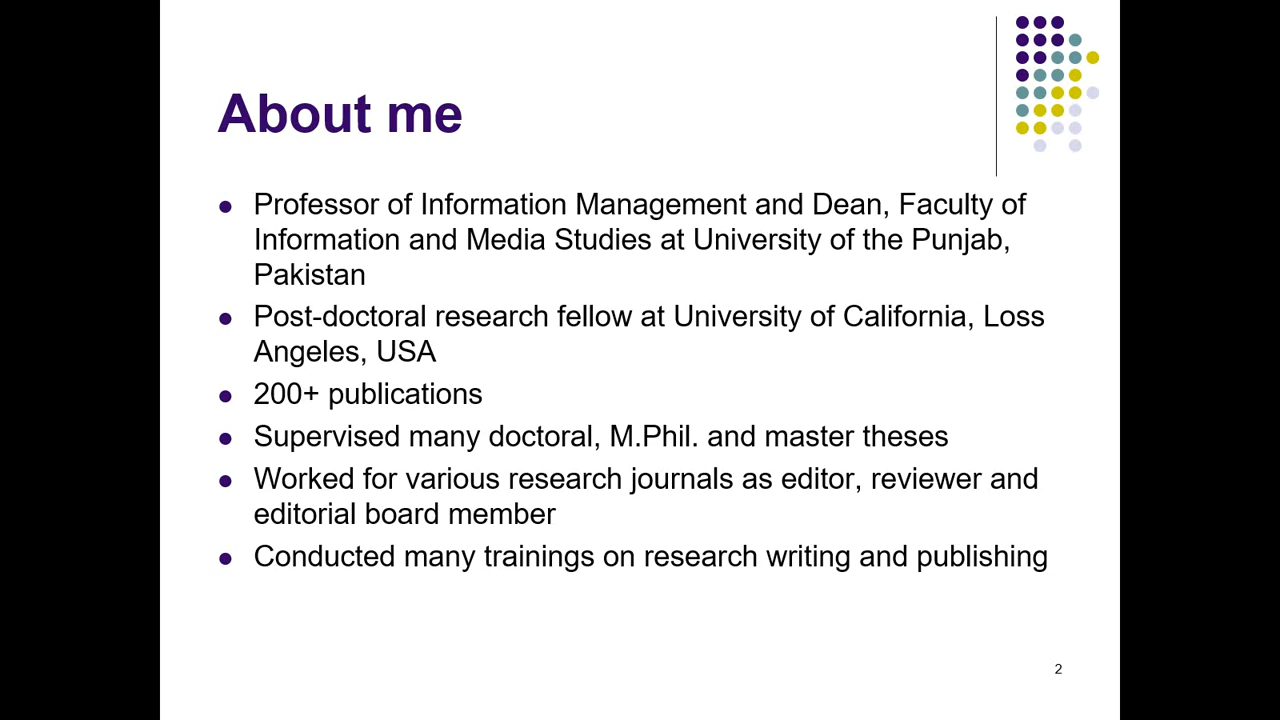 About me
Professor of Information Management and Dean, Faculty of
Information and Media Studies at University of the Punjab,
Pakistan
Post-doctoral research fellow at University of California, Loss
Angeles, USA
200+ publications
Supervised many doctoral, M.Phil. and master theses
Worked for various research journals as editor, reviewer and
editorial board member
Conducted many trainings on research writing and publishing
2